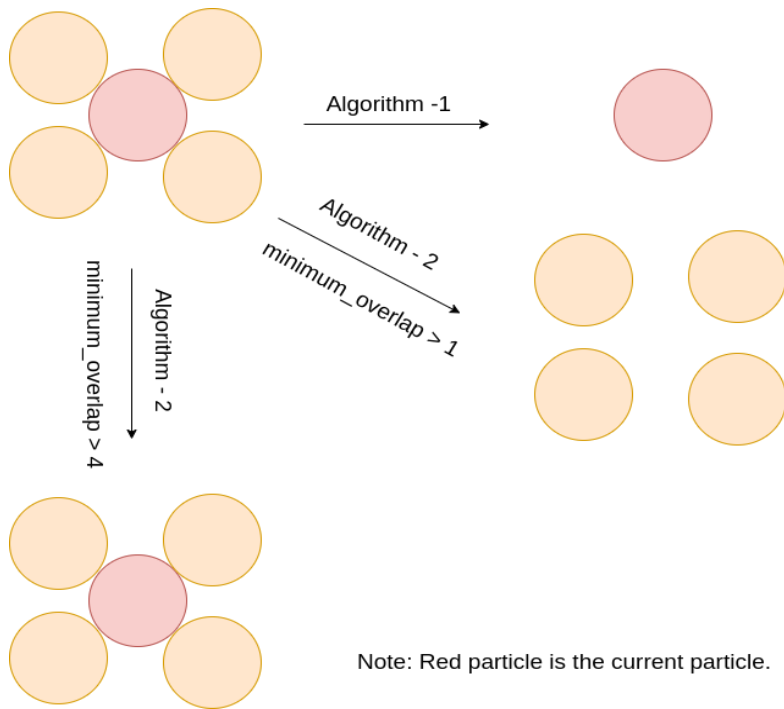 Algorithm -1
Algorithm - 2
minimum_overlap > 1
Algorithm - 2
minimum_overlap > 4
Note: Red particle is the current particle.